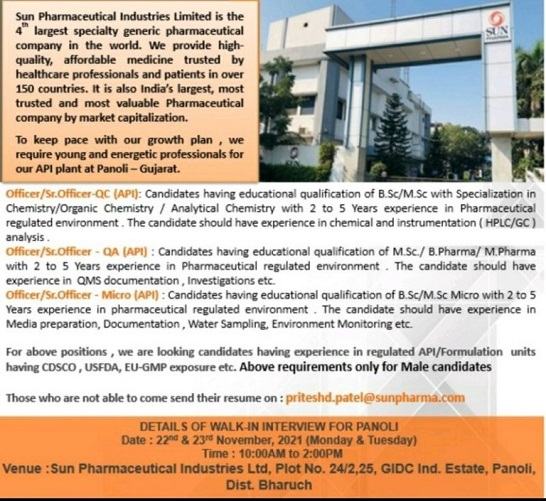 Sun Pharmaceutical Industries Limited is the
4th largest specialty generic pharmaceutical
company in the world. We provide high-
quality, affordable medicine trusted by
healthcare professionals and patients in over
150 countries. It is also India's largest, most
trusted and most valuable Pharmaceutical
company by market capitalization.
To keep pace with our growth plan , we
require young and energetic professionals for
our API plant at Panoli – Gujarat.
SUN
PHARMA
Officer/Sr.Officer-QC (API): Candidates having educational qualification of B.Sc/M.Sc with Specialization in
Chemistry/Organic Chemistry / Analytical Chemistry with 2 to 5 Years experience in Pharmaceutical
regulated environment . The candidate should have experience in chemical and instrumentation ( HPLC/GC )
analysis .
Officer/Sr.Officer - QA (API) : Candidates having educational qualification of M.Sc./ B.Pharma/ M.Pharma
with 2 to 5 Years experience in Pharmaceutical regulated environment . The candidate should have
experience in QMS documentation , Investigations etc.
Officer/Sr.Officer - Micro (API) : Candidates having educational qualification of B.Sc/M.Sc Micro with 2 to 5
Years experience in pharmaceutical regulated environment . The candidate should have experience in
Media preparation, Documentation , Water Sampling, Environment Monitoring etc.
For above positions , we are looking candidates having experience in regulated API/Formulation units
having CDSCO , USFDA, EU-GMP exposure etc. Above requirements only for Male candidates
Those who are not able to come send their resume on : priteshd.patel@sunpharma.com
DETAILS OF WALK-IN INTERVIEW FOR PANOLI
Date : 22nd & 23rd November, 2021 (Monday & Tuesday)
Time : 10:00AM to 2:00PM
Venue :Sun Pharmaceutical Industries Ltd, Plot No. 24/2,25, GIDC Ind. Estate, Panoli,
Dist. Bharuch